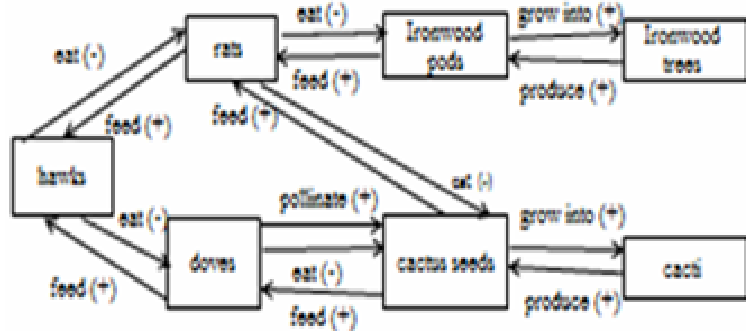 eat (-)
grow into (+)
rats
Ironwood
pods
Ironwood
trees
eat (-)
feed (+)
produce (+)
feed (+)
feed (+)
hawks
eat (-)
pollinate (+)
grow into (+)
eat (-)
doves
cactus seeds
cacti
eat (-)
feed (+)
feed (+)
produce (+)